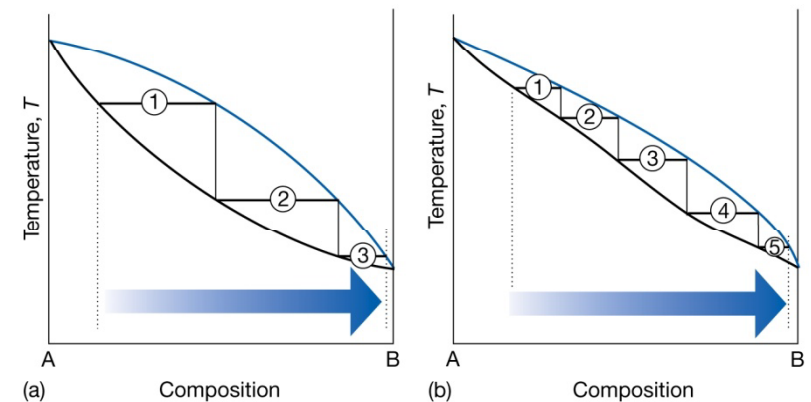 Temperature, T
1
2
3
A
B
(a)
Composition
Temperature, T
1
2
3
4
5
A
B
(b)
Composition